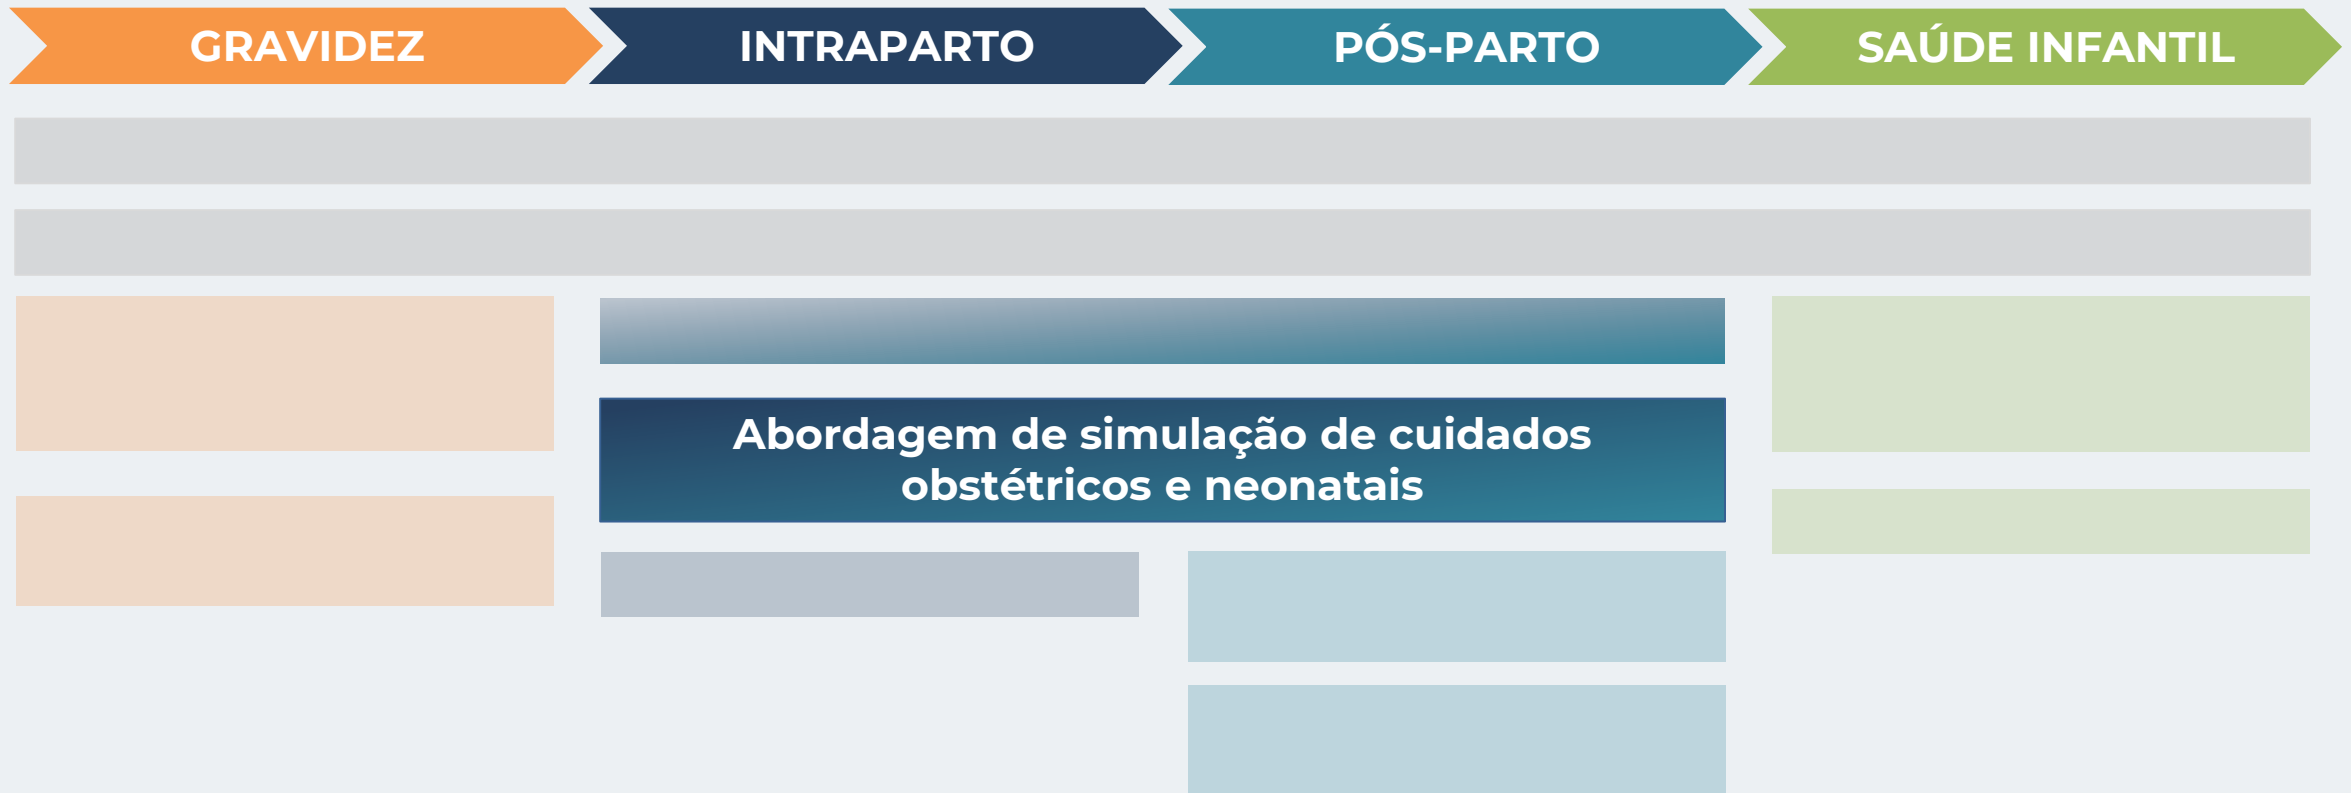 GRAVIDEZ
INTRAPARTO
PÓS-PARTO
SAÚDE INFANTIL
Abordagem de simulação de cuidados
obstétricos e neonatais